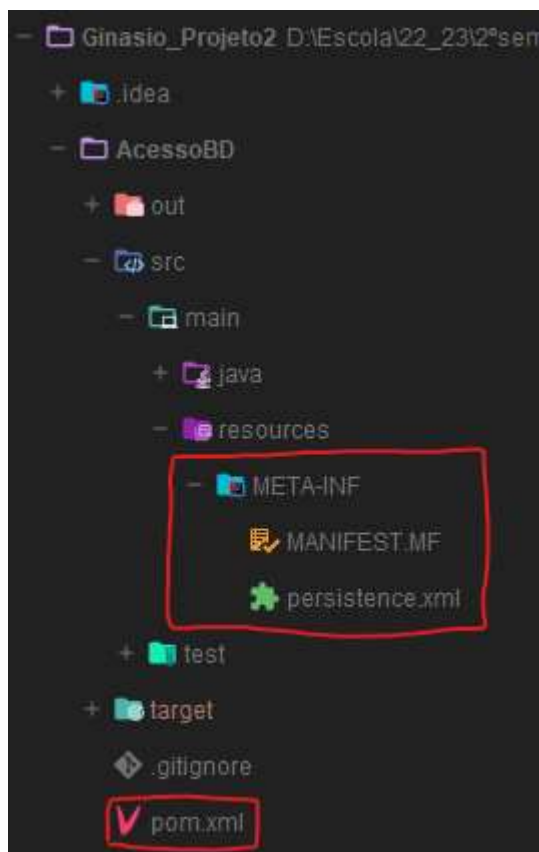 Ginasio_Projeto2 D:\Escola\22_23\2ºsem
.idea
AcessoBD
out
src
main
java
resources
META-INF
MANIFEST.MF
persistence.xml
test
target
.gitignore
pom.xml